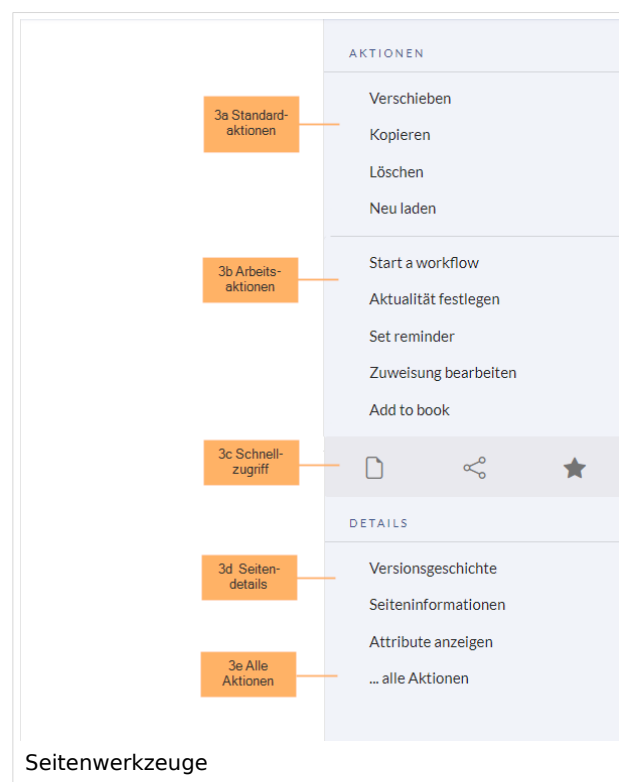 AKTIONEN
3a Standard-
aktionen
Verschieben
Kopieren
Löschen
Neu laden
3b Arbeits-
aktionen
Start a workflow
Aktualität festlegen
Set reminder
Zuweisung bearbeiten
Add to book
3c Schnell-
zugriff
DETAILS
3d Seiten-
details
Versionsgeschichte
Seiteninformationen
Attribute anzeigen
3e Alle
Aktionen
... alle Aktionen
Seitenwerkzeuge